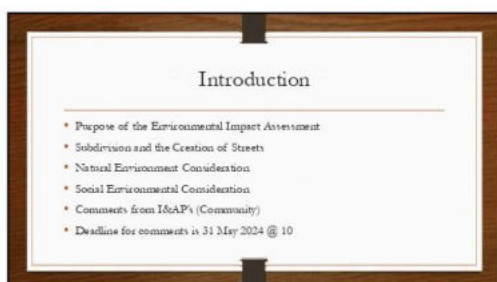 Introduction
• Purpose of the Environmental Impact Assessment
• Subdivision and the Creation of Streets
• Natural Environment Consideration
• Social Environmental Consideration
• Comments from I&AP's (Community)
• Deadline for comments is 31 May 2024 @ 10